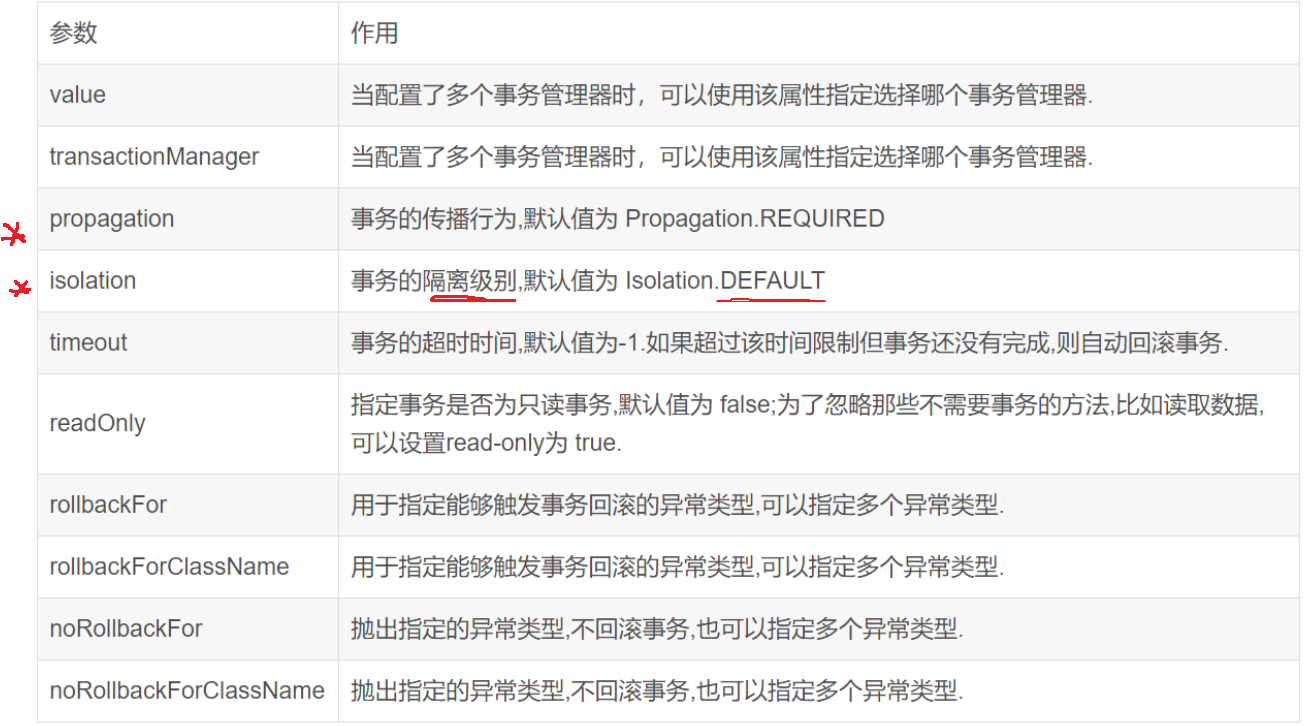 参数
作用
value
当配置了多个事务管理器时，可以使用该属性指定选择哪个事务管理器.
transactionManager
当配置了多个事务管理器时，可以使用该属性指定选择哪个事务管理器.
propagation
事务的传播行为,默认值为 Propagation.REQUIRED
isolation
事务的隔离级别,默认值为 Isolation.DEFAULT
timeout
事务的超时时间,默认值为-1.如果超过该时间限制但事务还没有完成,则自动回滚事务.
readOnly
指定事务是否为只读事务,默认值为 false;为了忽略那些不需要事务的方法,比如读取数据,
可以设置read-only为 true.
rollbackFor
用于指定能够触发事务回滚的异常类型,可以指定多个异常类型.
rollbackForClassName
用于指定能够触发事务回滚的异常类型,可以指定多个异常类型.
noRollbackFor
抛出指定的异常类型,不回滚事务,也可以指定多个异常类型.
noRollbackForClassName
抛出指定的异常类型,不回滚事务,也可以指定多个异常类型.